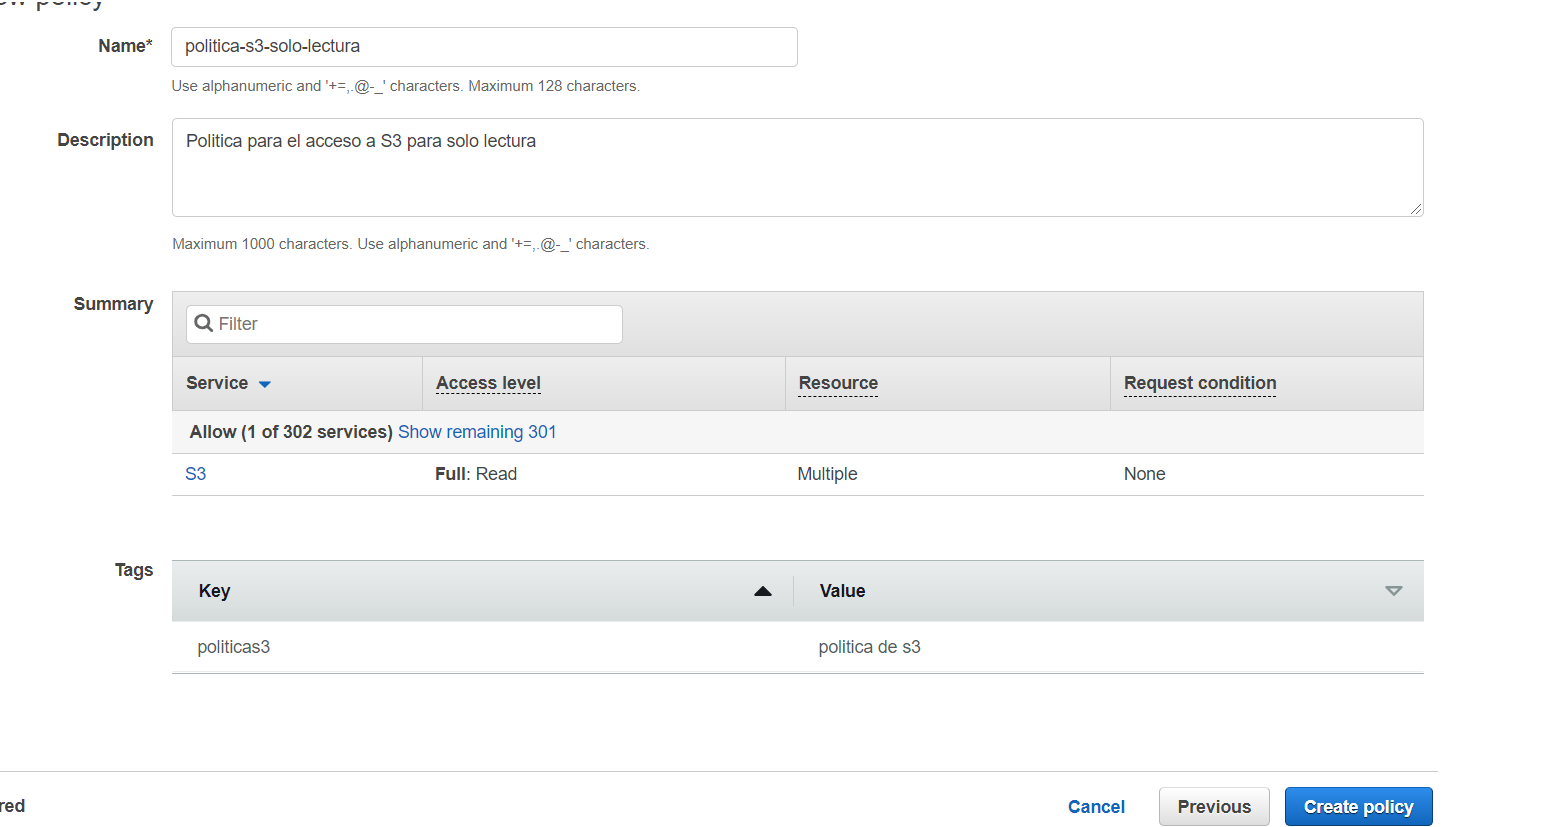 policy
Name*
politica-s3-solo-lectura
Use alphanumeric and '+=,.@-_' characters. Maximum 128 characters.
Description
Politica para el acceso a S3 para solo lectura
Maximum 1000 characters. Use alphanumeric and '+=,.@-_' characters.
Summary
Filter
Service Access level Resource Request condition
Allow (1 of 302 services) Show remaining 301
S3 Full: Read Multiple None
Tags
Key Value
politicas3 politica de s3
Cancel Previous Create policy